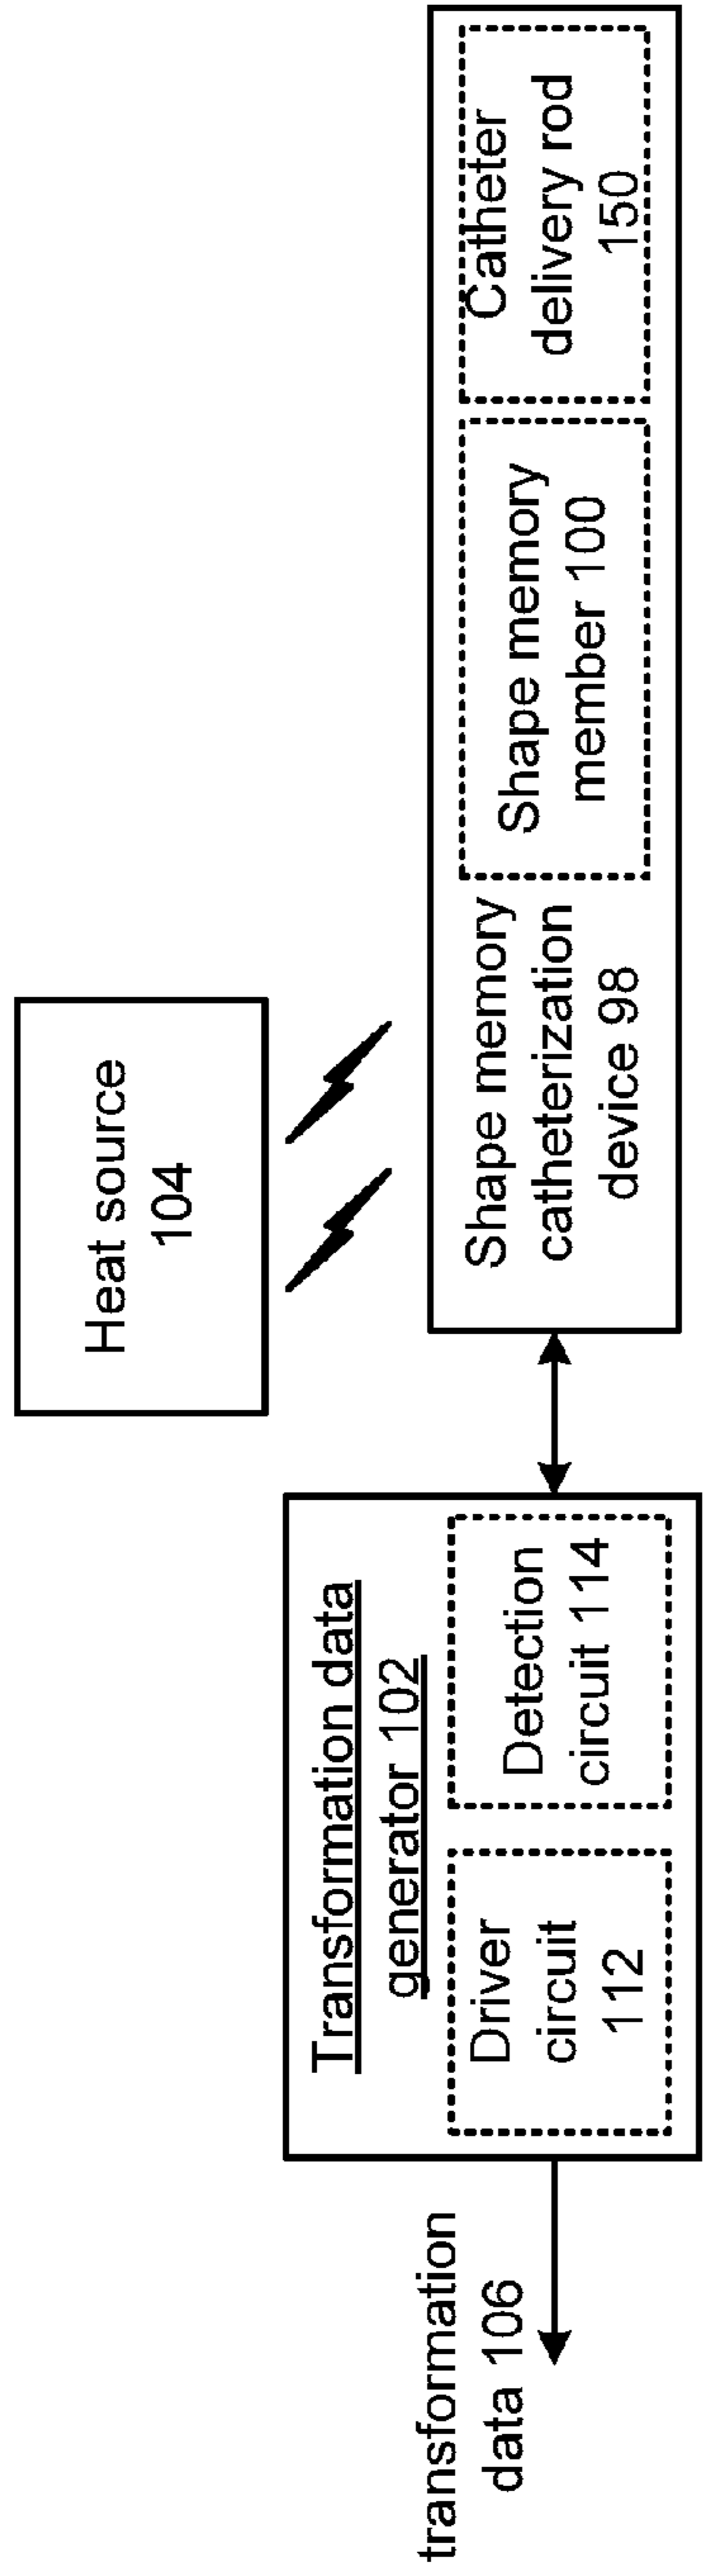 Heat source
104
Transformation data
generator 102
Driver
circuit
112
Detection
circuit 114
transformation
data 106
Shape memory
catheterization
device 98
Shape memory
member 100
Catheter
delivery rod
150